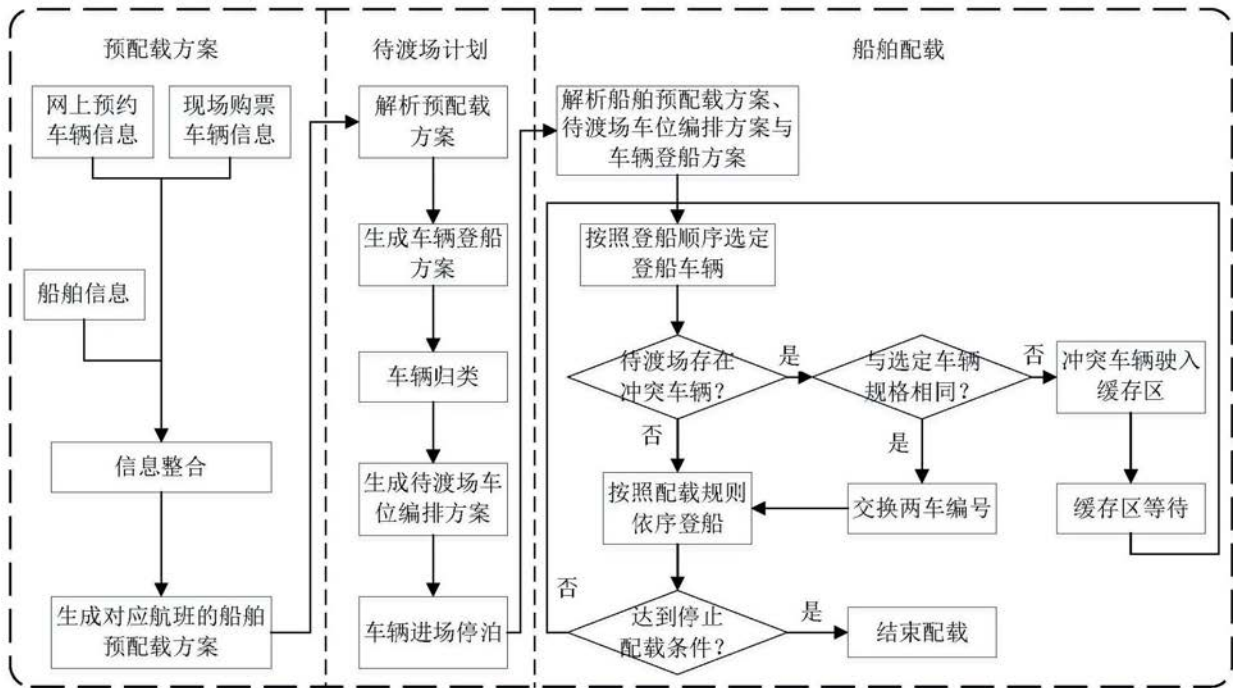 预配载方案
网上预约
车辆信息
现场购票
车辆信息
船舶信息
信息整合
生成对应航班的船舶
预配载方案
待渡场计划
解析预配载
方案
生成车辆登船
方案
车辆归类
生成待渡场车
位编排方案
车辆进场停泊
船舶配载
解析船舶预配载方案、
待渡场车位编排方案与
车辆登船方案
按照登船顺序选定
登船车辆
待渡场存在
冲突车辆?
是
与选定车辆
规格相同?
否
冲突车辆驶入
缓存区
否
是
按照配载规则
依序登船
交换两车编号
缓存区等待
否
达到停止
配载条件?
是
结束配载